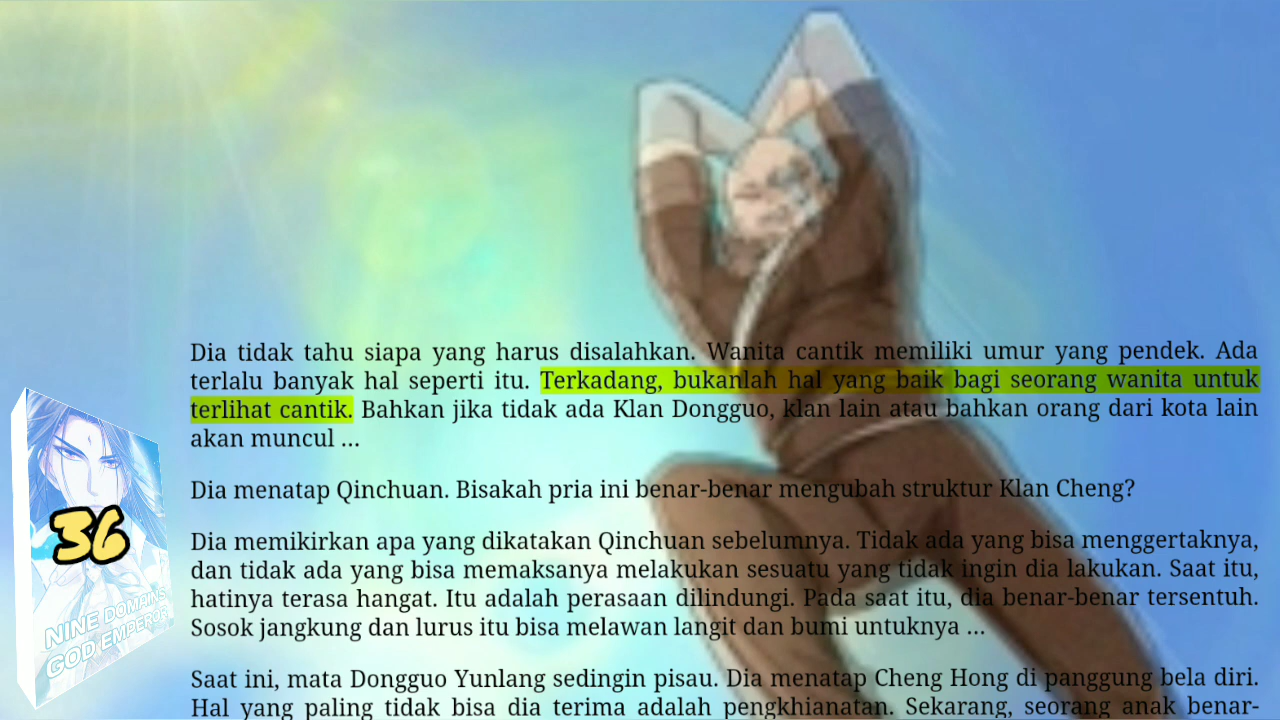 Dia tidak tahu siapa yang harus disalahkan. Wanita cantik memiliki umur yang pendek. Ada
terlalu banyak hal seperti itu. Terkadang, bukanlah hal yang baik bagi seorang wanita untuk
terlihat cantik. Bahkan jika tidak ada Klan Dongguo, klan lain atau bahkan orang dari kota lain
akan muncul ...
Dia menatap Qinchuan. Bisakah pria ini benar-benar mengubah struktur Klan Cheng?
Dia memikirkan apa yang dikatakan Qinchuan sebelumnya. Tidak ada yang bisa menggertaknya,
dan tidak ada yang bisa memaksanya melakukan sesuatu yang tidak ingin dia lakukan. Saat itu,
hatinya terasa hangat. Itu adalah perasaan dilindungi. Pada saat itu, dia benar-benar tersentuh.
Sosok jangkung dan lurus itu bisa melawan langit dan bumi untuknya ...
Saat ini, mata Dongguo Yunlang sedingin pisau. Dia menatap Cheng Hong di panggung bela diri.
Hal yang paling tidak bisa dia terima adalah pengkhianatan. Sekarang, seorang anak benar-
36
NINE DOMAINS
GOD EMPEROR